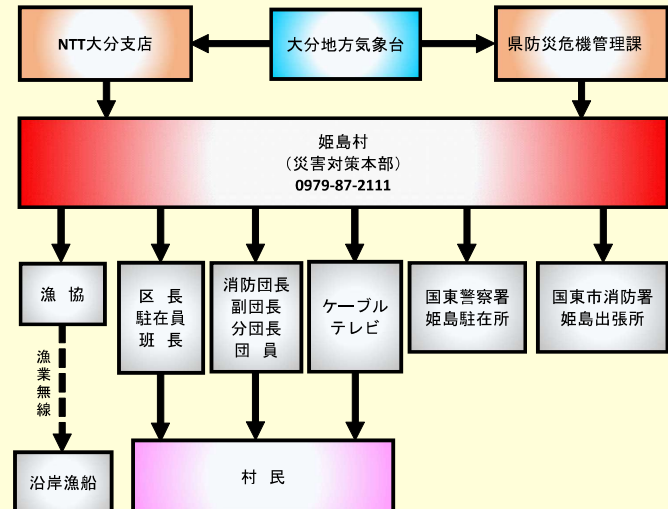 NTT大分支店
大分地方気象台
県防災危機管理課
姫島村
（災害対策本部）
0979-87-2111
漁 協
区 長
駐在員
班 長
消防団長
副団長
分団長
団 員
ケーブル
テレビ
国東警察署
姫島駐在所
国東市消防署
姫島出張所
漁業無線
沿岸漁船
村 民